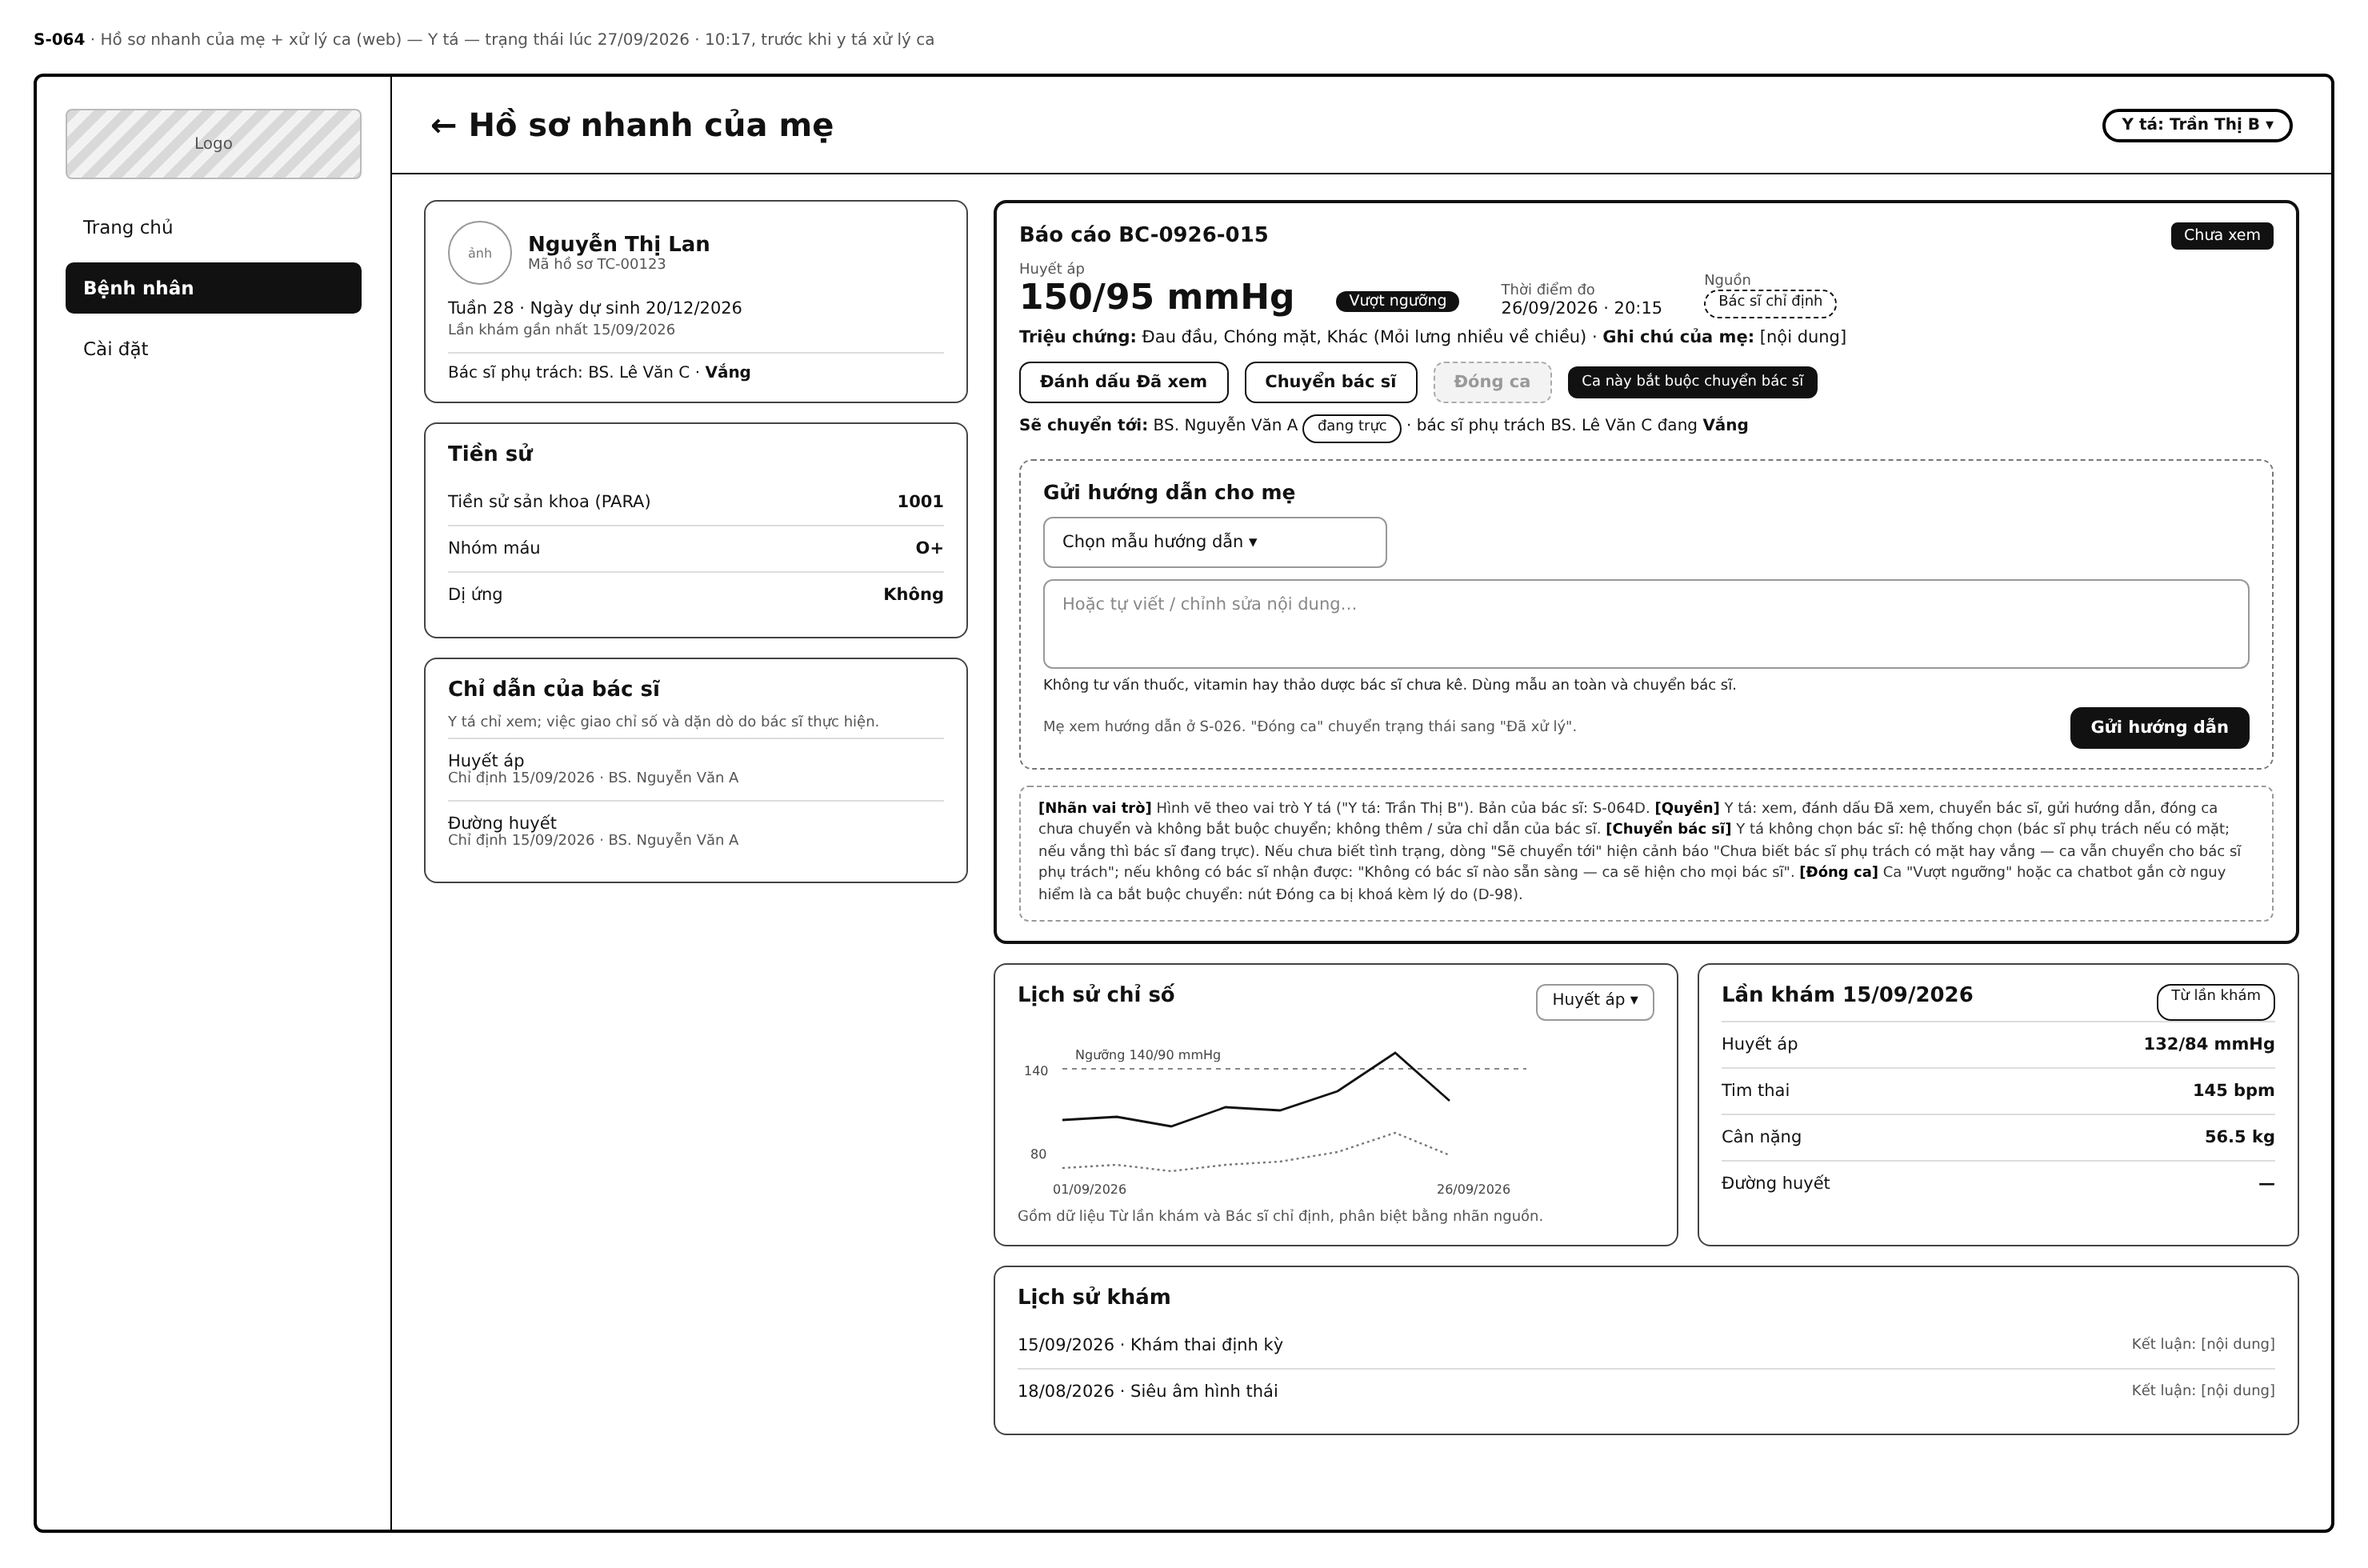 S-064 · Hồ sơ nhanh của mẹ + xử lý ca (web) — Y tá — trạng thái lúc 27/09/2026 · 10:17, trước khi y tá xử lý ca
Logo
Trang chủ
Bệnh nhân
Cài đặt
← Hồ sơ nhanh của mẹ
Y tá: Trần Thị B ▾
ảnh
Nguyễn Thị Lan
Mã hồ sơ TC-00123
Tuần 28 · Ngày dự sinh 20/12/2026
Lần khám gần nhất 15/09/2026
Bác sĩ phụ trách: BS. Lê Văn C · Vắng
Tiền sử
Tiền sử sản khoa (PARA) 1001
Nhóm máu O+
Dị ứng Không
Chỉ dẫn của bác sĩ
Y tá chỉ xem; việc giao chỉ số và dặn dò do bác sĩ thực hiện.
Huyết áp
Chỉ định 15/09/2026 · BS. Nguyễn Văn A
Đường huyết
Chỉ định 15/09/2026 · BS. Nguyễn Văn A
Báo cáo BC-0926-015
Chưa xem
Huyết áp
150/95 mmHg
Vượt ngưỡng
Thời điểm đo
26/09/2026 · 20:15
Nguồn
Bác sĩ chỉ định
Triệu chứng: Đau đầu, Chóng mặt, Khác (Mỏi lưng nhiều về chiều) · Ghi chú của mẹ: [nội dung]
Đánh dấu Đã xem
Chuyển bác sĩ
Đóng ca
Ca này bắt buộc chuyển bác sĩ
Sẽ chuyển tới: BS. Nguyễn Văn A đang trực · bác sĩ phụ trách BS. Lê Văn C đang Vắng
Gửi hướng dẫn cho mẹ
Chọn mẫu hướng dẫn ▾
Hoặc tự viết / chỉnh sửa nội dung...
Không tư vấn thuốc, vitamin hay thảo dược bác sĩ chưa kê. Dùng mẫu an toàn và chuyển bác sĩ.
Mẹ xem hướng dẫn ở S-026. "Đóng ca" chuyển trạng thái sang "Đã xử lý".
Gửi hướng dẫn
[Nhãn vai trò] Hình vẽ theo vai trò Y tá ("Y tá: Trần Thị B"). Bản của bác sĩ: S-064D. [Quyền] Y tá: xem, đánh dấu Đã xem, chuyển bác sĩ, gửi hướng dẫn, đóng ca
chưa chuyển và không bắt buộc chuyển; không thêm / sửa chỉ dẫn của bác sĩ. [Chuyển bác sĩ] Y tá không chọn bác sĩ: hệ thống chọn (bác sĩ phụ trách nếu có mặt;
nếu vắng thì bác sĩ đang trực). Nếu chưa biết tình trạng, dòng "Sẽ chuyển tới" hiện cảnh báo "Chưa biết bác sĩ phụ trách có mặt hay vắng — ca vẫn chuyển cho bác sĩ
phụ trách"; nếu không có bác sĩ nhận được: "Không có bác sĩ nào sẵn sàng — ca sẽ hiện cho mọi bác sĩ". [Đóng ca] Ca "Vượt ngưỡng" hoặc ca chatbot gắn cờ nguy
hiểm là ca bắt buộc chuyển: nút Đóng ca bị khoá kèm lý do (D-98).
Lịch sử chỉ số
Huyết áp ▾
Ngưỡng 140/90 mmHg
140
80
01/09/2026 26/09/2026
Gồm dữ liệu Từ lần khám và Bác sĩ chỉ định, phân biệt bằng nhãn nguồn.
Lần khám 15/09/2026
Từ lần khám
Huyết áp 132/84 mmHg
Tim thai 145 bpm
Cân nặng 56.5 kg
Đường huyết —
Lịch sử khám
15/09/2026 · Khám thai định kỳ Kết luận: [nội dung]
18/08/2026 · Siêu âm hình thái Kết luận: [nội dung]